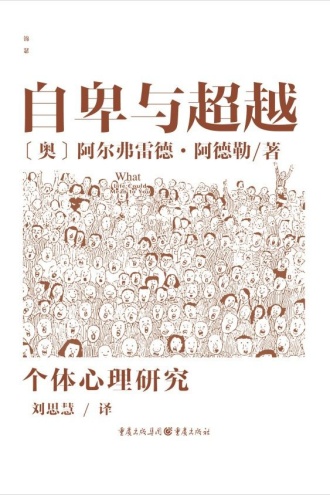 自卑与超越
〔奥〕阿尔弗雷德·阿德勒/著
What
Life Could
Mean to You
个体心理研究
刘思慧 / 译
重庆出版集团 重庆出版社